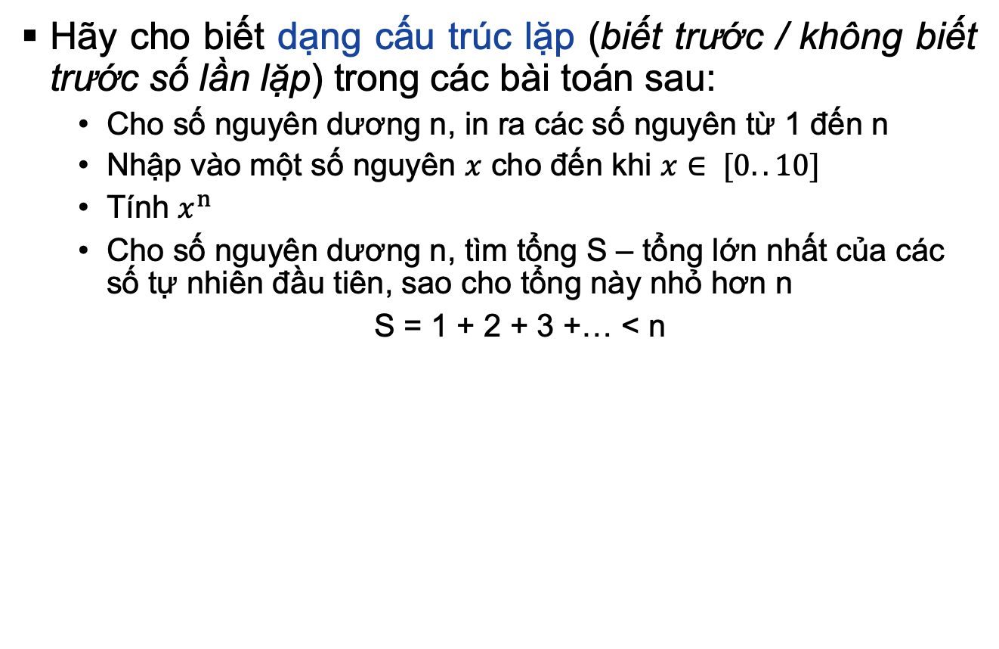 ▪ Hãy cho biết dạng cấu trúc lặp (biết trước / không biết
trước số lần lặp) trong các bài toán sau:
• Cho số nguyên dương n, in ra các số nguyên từ 1 đến n
• Nhập vào một số nguyên x cho đến khi x ∈ [0..10]
• Tính xⁿ
• Cho số nguyên dương n, tìm tổng S – tổng lớn nhất của các
số tự nhiên đầu tiên, sao cho tổng này nhỏ hơn n
S = 1 + 2 + 3 +… < n